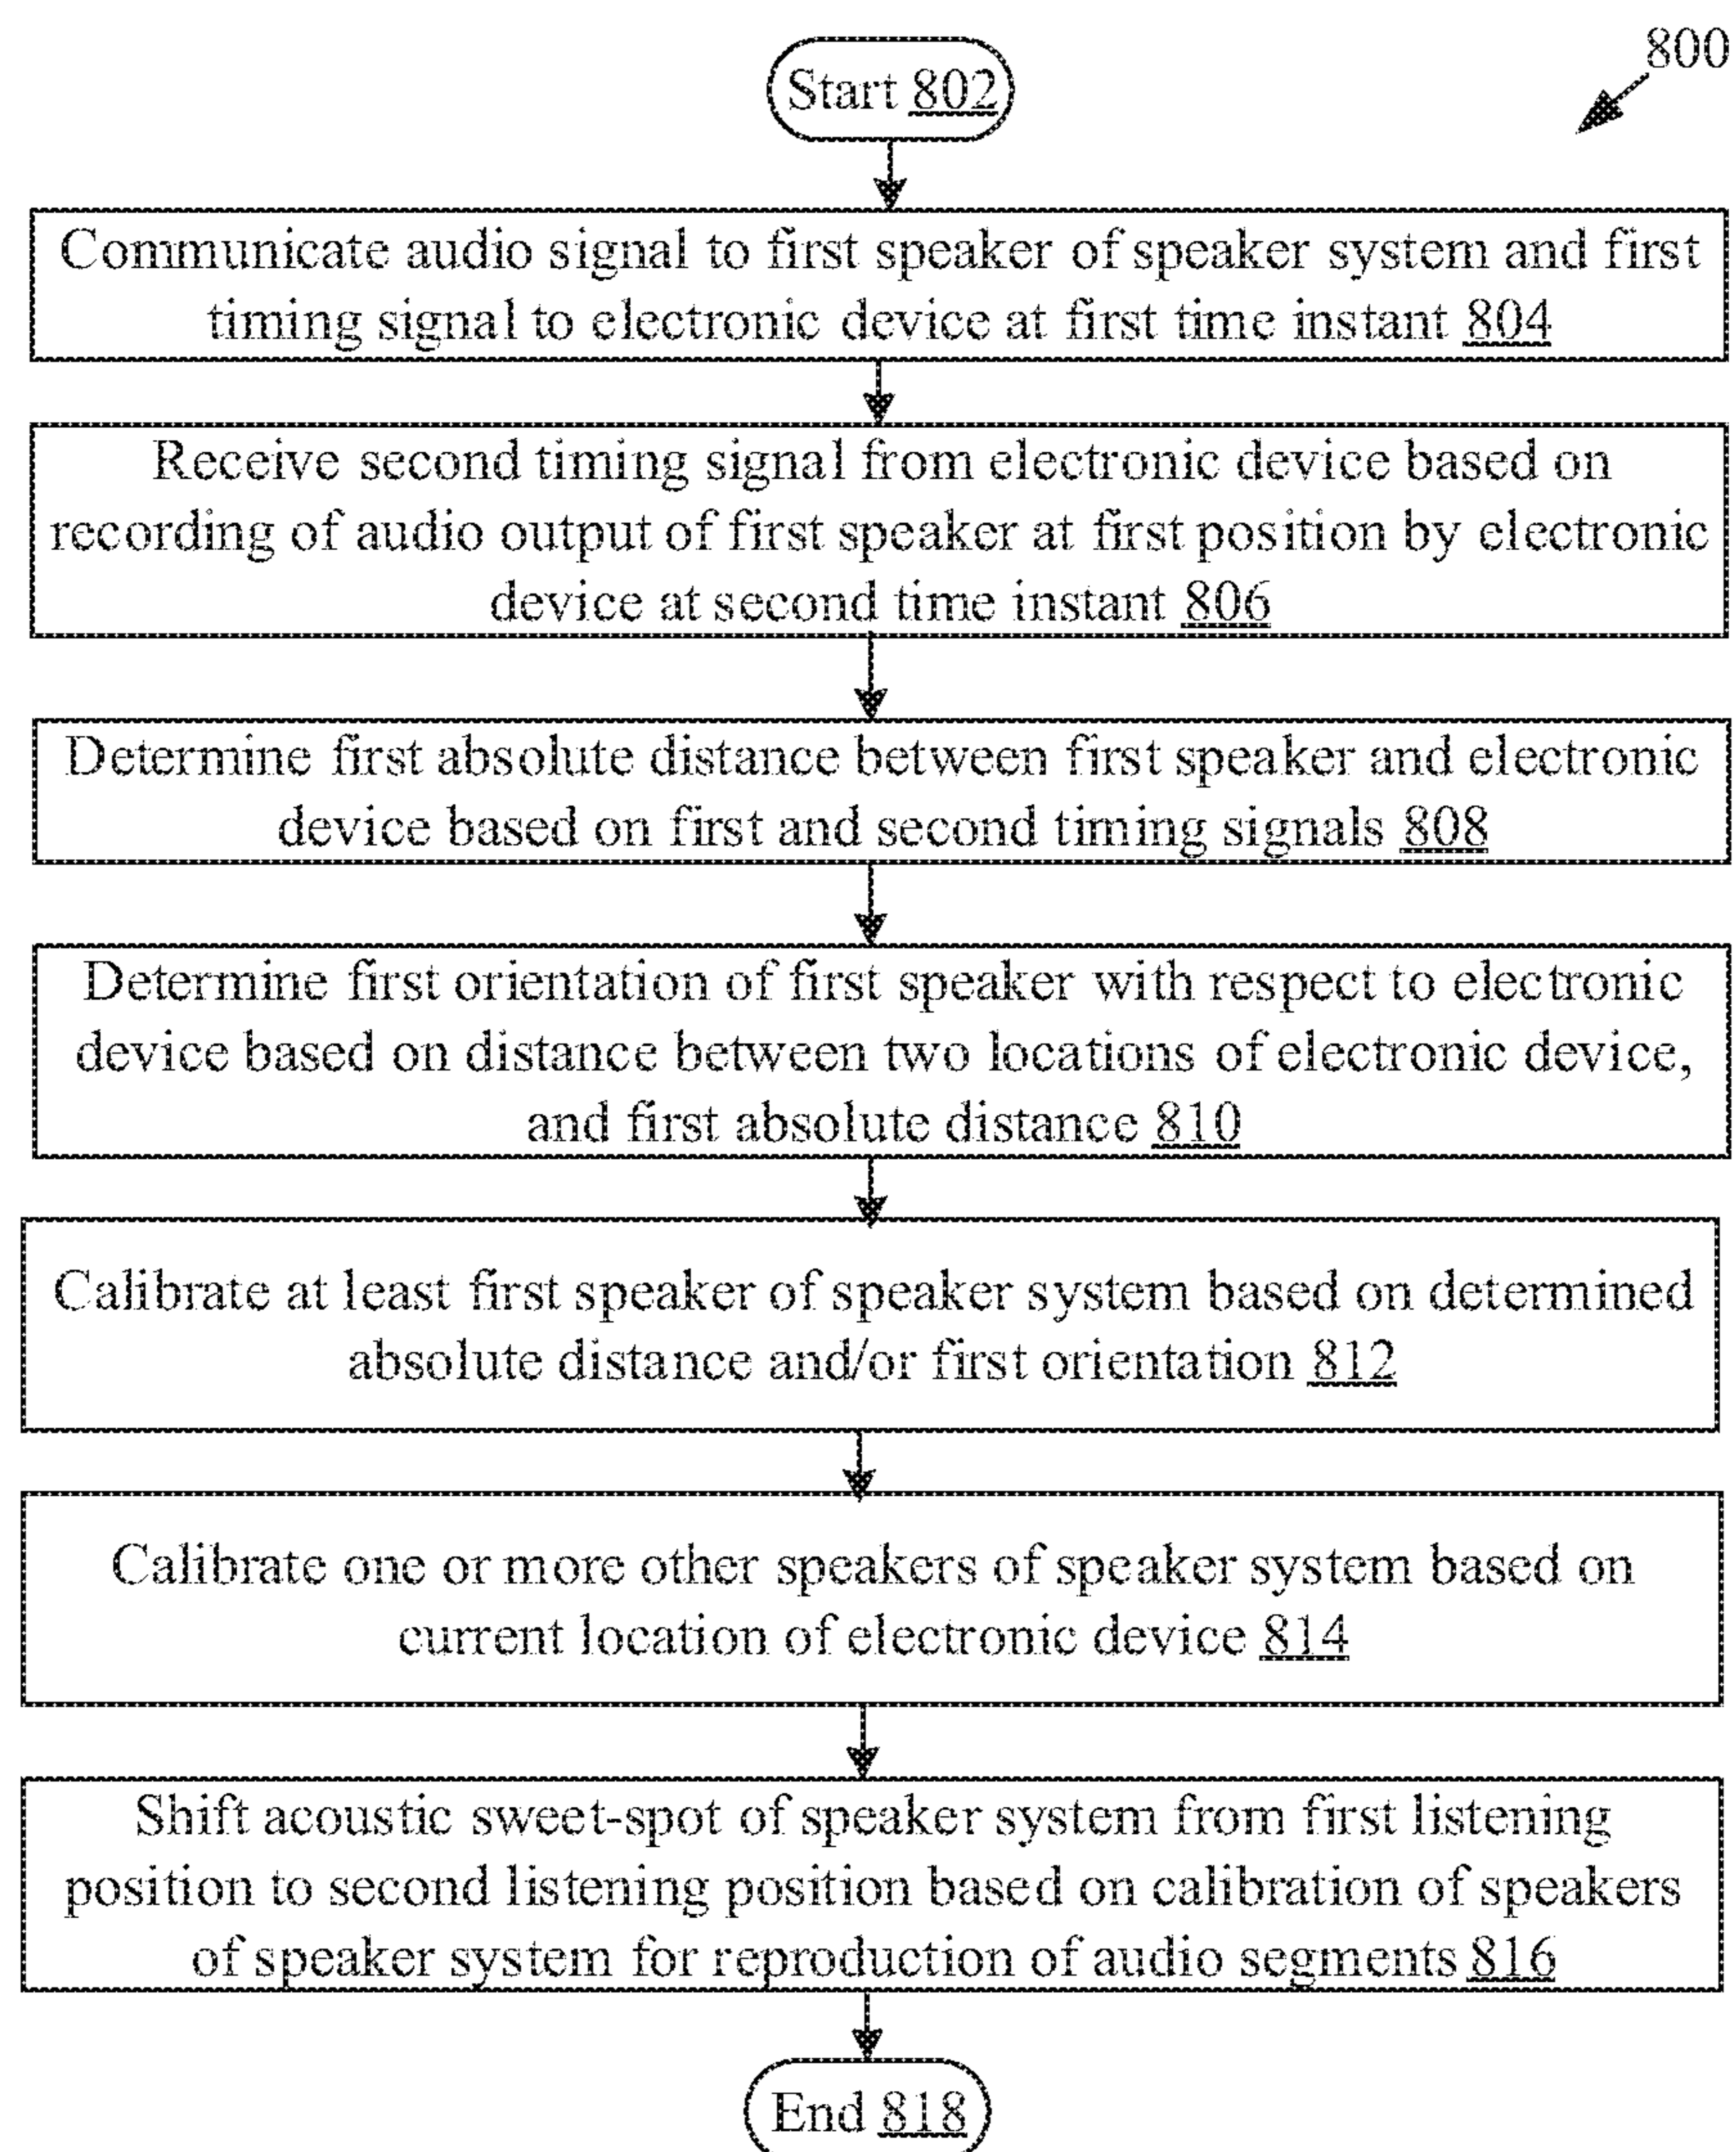 800
Start 802
Communicate audio signal to first speaker of speaker system and first
timing signal to electronic device at first time instant 804
Receive second timing signal from electronic device based on
recording of audio output of first speaker at first position by electronic
device at second time instant 806
Determine first absolute distance between first speaker and electronic
device based on first and second timing signals 808
Determine first orientation of first speaker with respect to electronic
device based on distance between two locations of electronic device,
and first absolute distance 810
Calibrate at least first speaker of speaker system based on determined
absolute distance and/or first orientation 812
Calibrate one or more other speakers of speaker system based on
current location of electronic device 814
Shift acoustic sweet-spot of speaker system from first listening
position to second listening position based on calibration of speakers
of speaker system for reproduction of audio segments 816
End 818